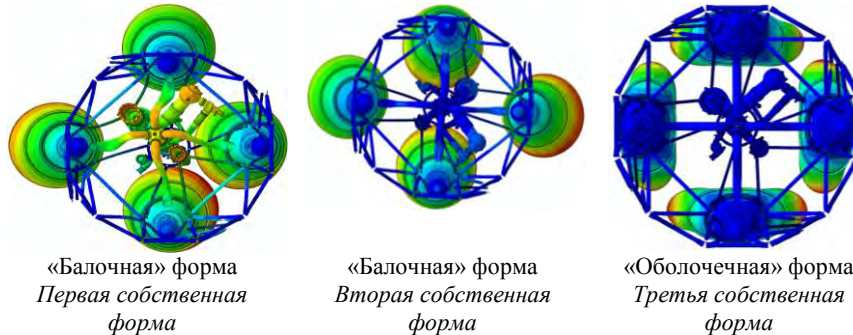 «Балочная» форма
Первая собственная
форма
«Балочная» форма
Вторая собственная
форма
«Оболочечная» форма
Третья собственная
форма